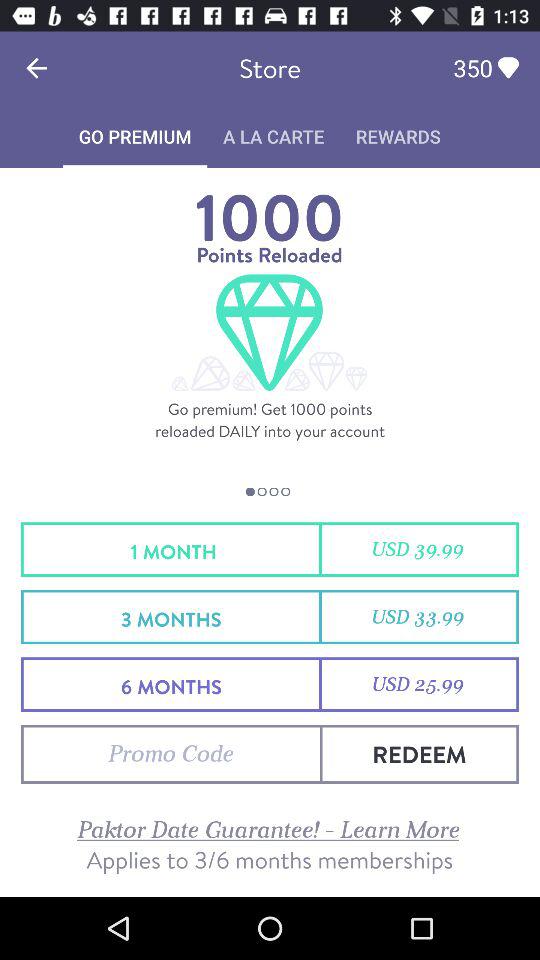 1:13
Store
350
GO PREMIUM A LA CARTE REWARDS
1000
Points Reloaded
Go premium! Get 1000 points
reloaded DAILY into your account
1 MONTH USD 39.99
3 MONTHS USD 33.99
6 MONTHS USD 25.99
Promo Code REDEEM
Paktor Date Guarantee! - Learn More
Applies to 3/6 months memberships